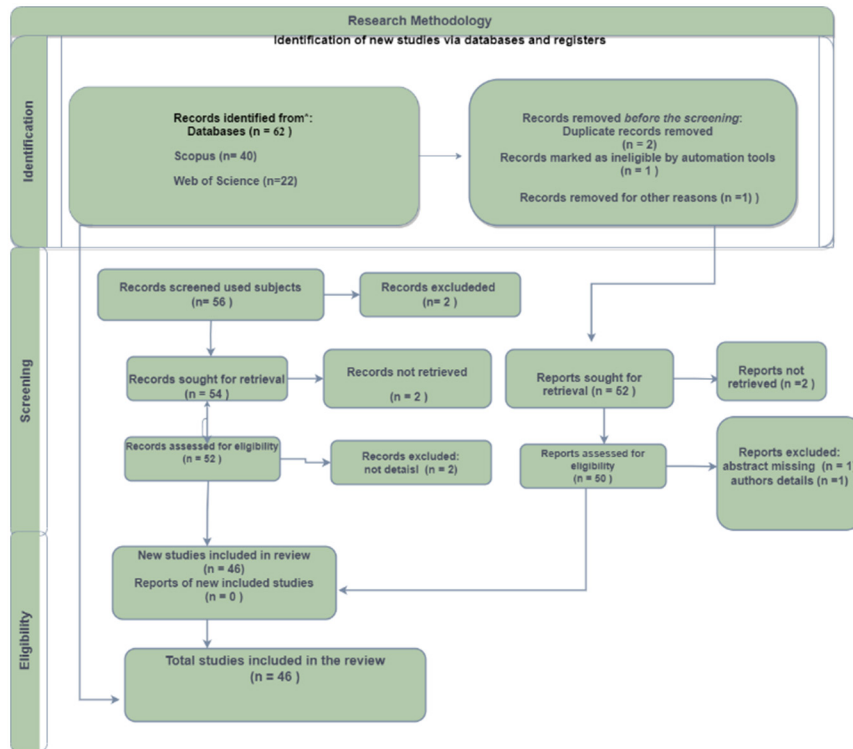 Research Methodology
Identification of new studies via databases and registers
Identification
Records identified from*:
Databases (n = 62 )
Scopus (n= 40)
Web of Science (n=22)
Records removed before the screening:
Duplicate records removed
(n = 2)
Records marked as ineligible by automation tools
(n = 1 )
Records removed for other reasons (n =1) )
Screening
Records screened used subjects
(n= 56 )
Records excludeded
(n= 2 )
Records sought for retrieval
(n = 54 )
Records not retrieved
(n = 2 )
Reports sought for
retrieval (n = 52 )
Reports not
retrieved (n =2 )
Records assessed for eligibility
(n = 52 )
Records excluded:
not detaisl (n = 2)
Reports assessed for
eligibility
(n = 50 )
Reports excluded:
abstract missing (n = 1
authors details (n =1)
Eligibility
New studies included in review
(n = 46)
Reports of new included studies
(n = 0 )
Total studies included in the review
(n = 46 )